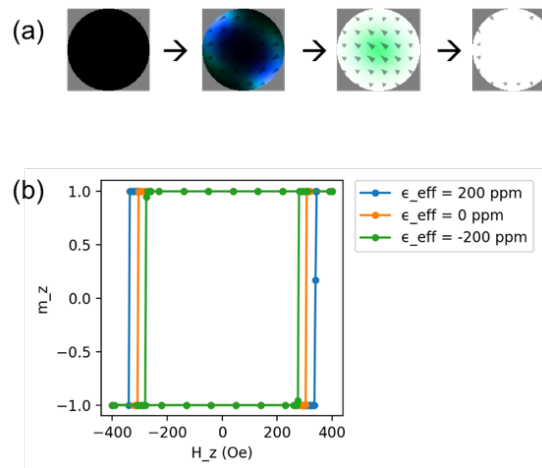 (a)
→ → →
(b)
ϵ_eff = 200 ppm
ϵ_eff = 0 ppm
ϵ_eff = -200 ppm
1.0
0.5
0.0
−0.5
−1.0
m_z
−400 −200 0 200 400
H_z (Oe)